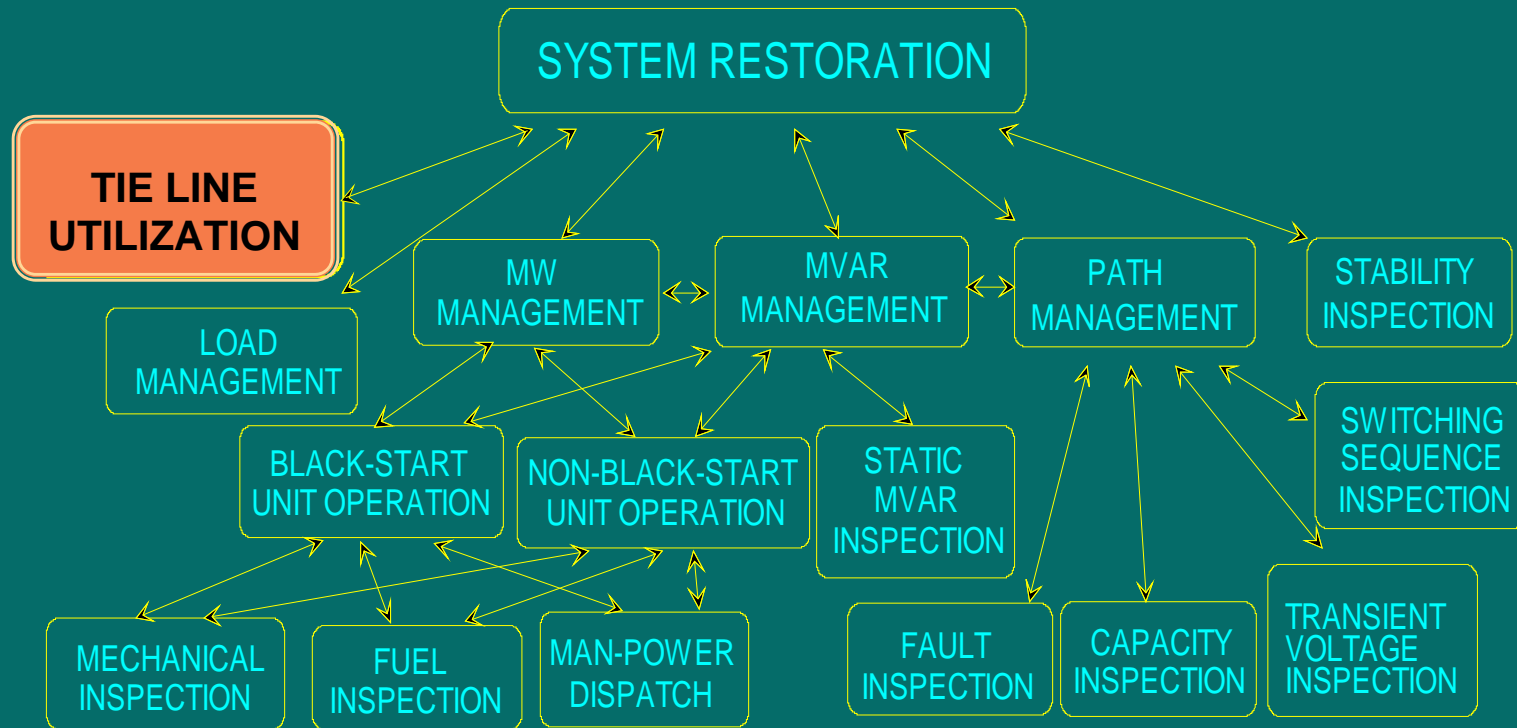 SYSTEM RESTORATION
TIE LINE
UTILIZATION
MW
MANAGEMENT
MVAR
MANAGEMENT
PATH
MANAGEMENT
STABILITY
INSPECTION
LOAD
MANAGEMENT
BLACK-START
UNIT OPERATION
NON-BLACK-START
UNIT OPERATION
STATIC
MVAR
INSPECTION
SWITCHING
SEQUENCE
INSPECTION
MECHANICAL
INSPECTION
FUEL
INSPECTION
MAN-POWER
DISPATCH
FAULT
INSPECTION
CAPACITY
INSPECTION
TRANSIENT
VOLTAGE
INSPECTION